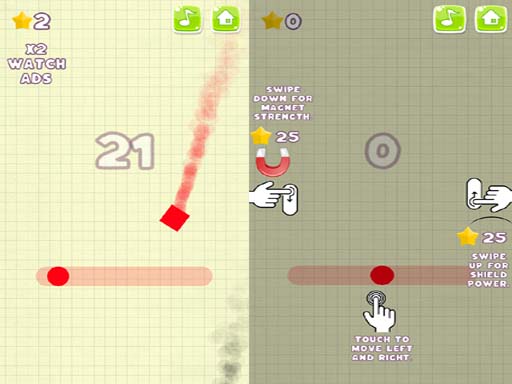 2
X2
WATCH
ADS
21
0
SWIPE
DOWN FOR
MAGNET
STRENGTH.
25
0
25
SWIPE
UP FOR
SHIELD
POWER.
TOUCH TO
MOVE LEFT
AND RIGHT.